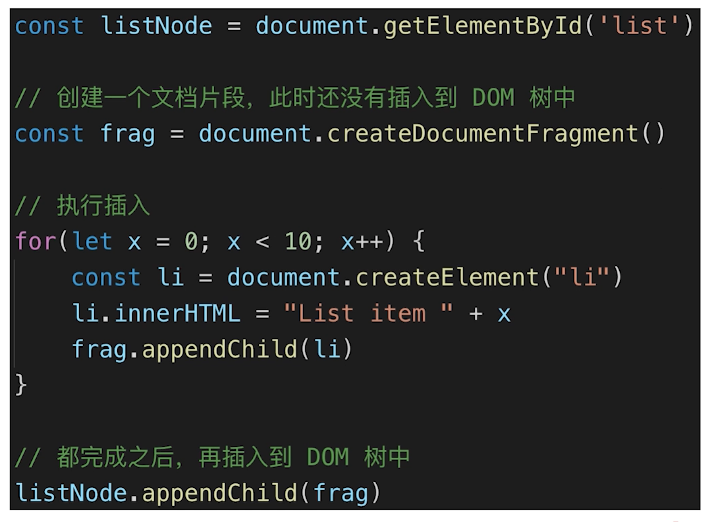 const listNode = document.getElementById('list')
// 创建一个文档片段，此时还没有插入到 DOM 树中
const frag = document.createDocumentFragment()
// 执行插入
for(let x = 0; x < 10; x++) {
    const li = document.createElement("li")
    li.innerHTML = "List item " + x
    frag.appendChild(li)
}
// 都完成之后，再插入到 DOM 树中
listNode.appendChild(frag)